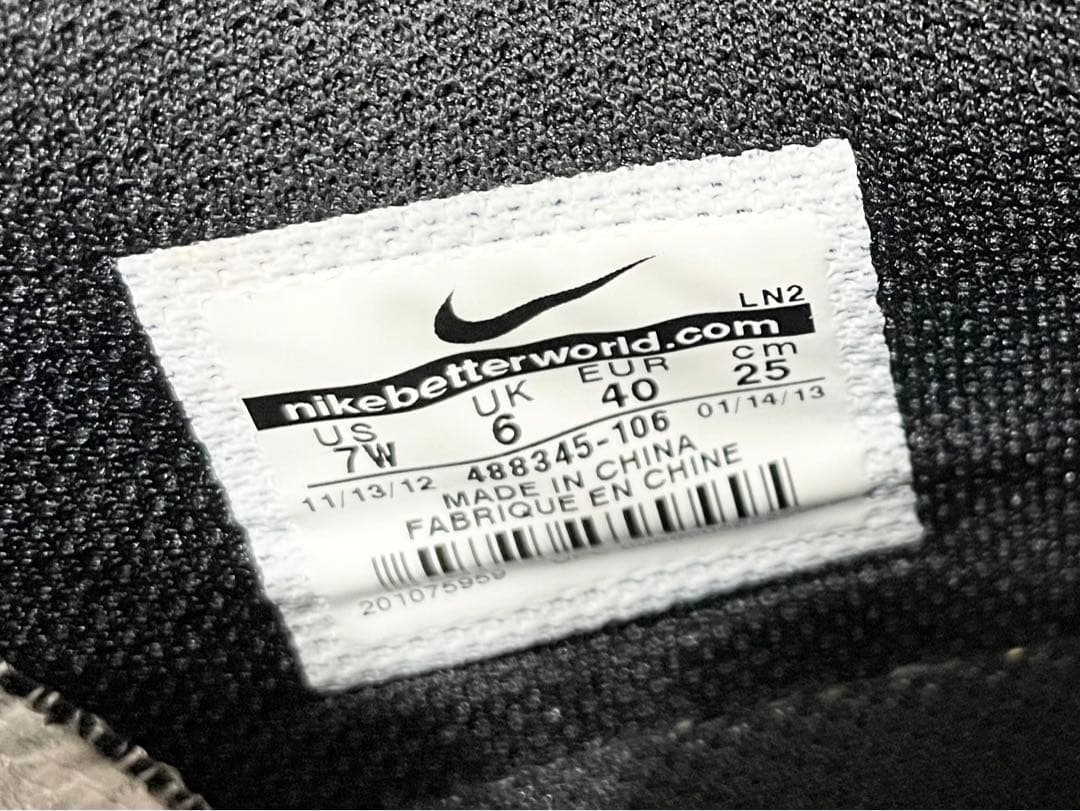 LN2
nikebetterworld.com
US UK EUR cm
7W 6 40 25
11/13/12 488345-106 01/14/13
MADE IN CHINA
FABRIQUE EN CHINE
201075959